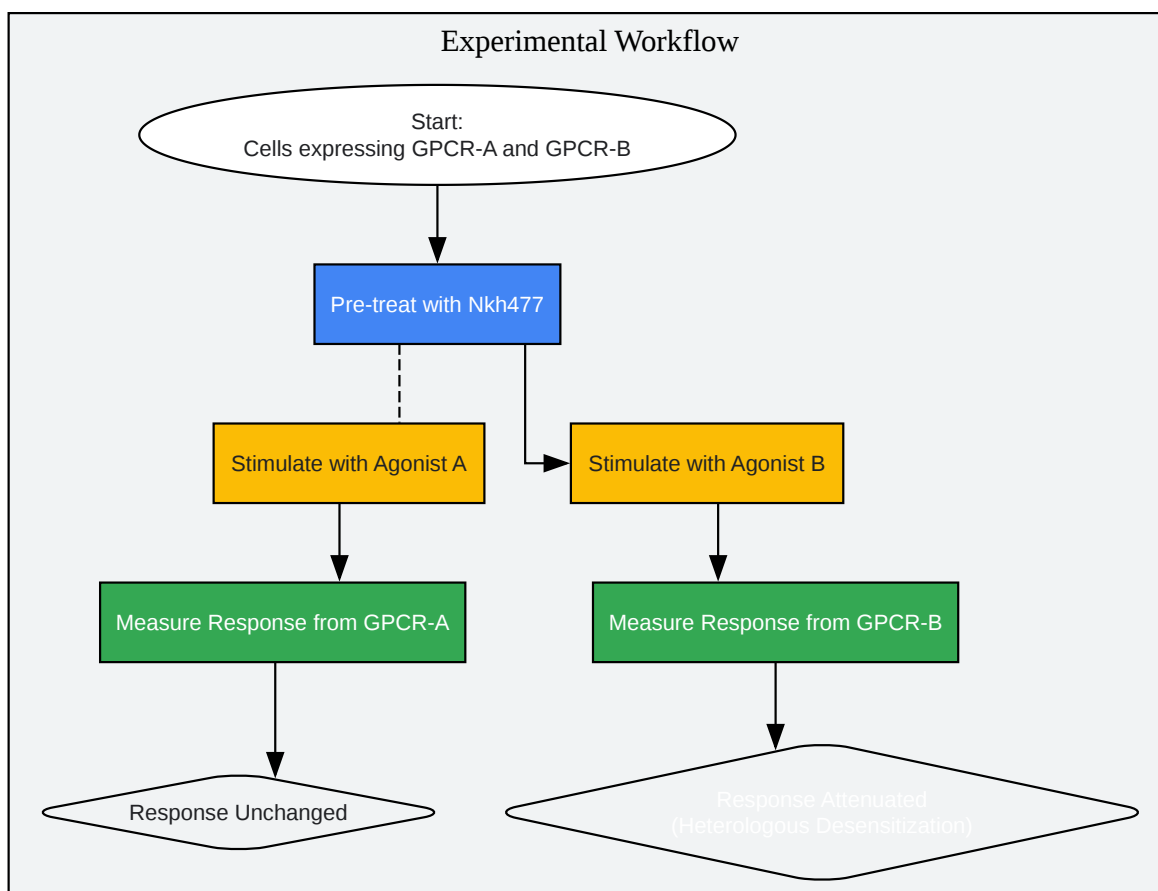 Experimental Workflow
Start:
Cells expressing GPCR-A and GPCR-B
Pre-treat with Nkh477
Stimulate with Agonist A
Stimulate with Agonist B
Measure Response from GPCR-A
Measure Response from GPCR-B
Response Unchanged
Response Attenuated
(Heterologous Desensitization)